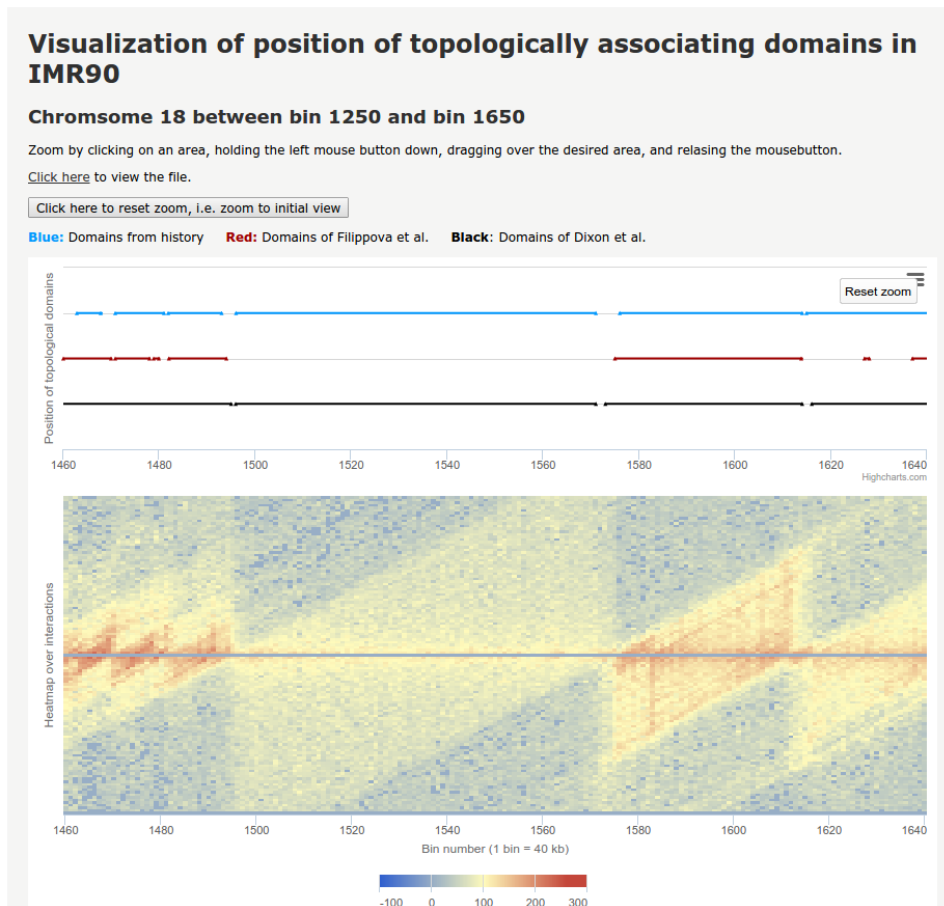 Visualization of position of topologically associating domains in
IMR90
Chromsome 18 between bin 1250 and bin 1650
Zoom by clicking on an area, holding the left mouse button down, dragging over the desired area, and relasing the mousebutton.
Click here to view the file.
Click here to reset zoom, i.e. zoom to initial view
Blue: Domains from history Red: Domains of Filippova et al. Black: Domains of Dixon et al.
Reset zoom
Position of topological domains
1460 1480 1500 1520 1540 1560 1580 1600 1620 1640
Highcharts.com
Heatmap over interactions
1460 1480 1500 1520 1540 1560 1580 1600 1620 1640
Bin number (1 bin = 40 kb)
-100 0 100 200 300